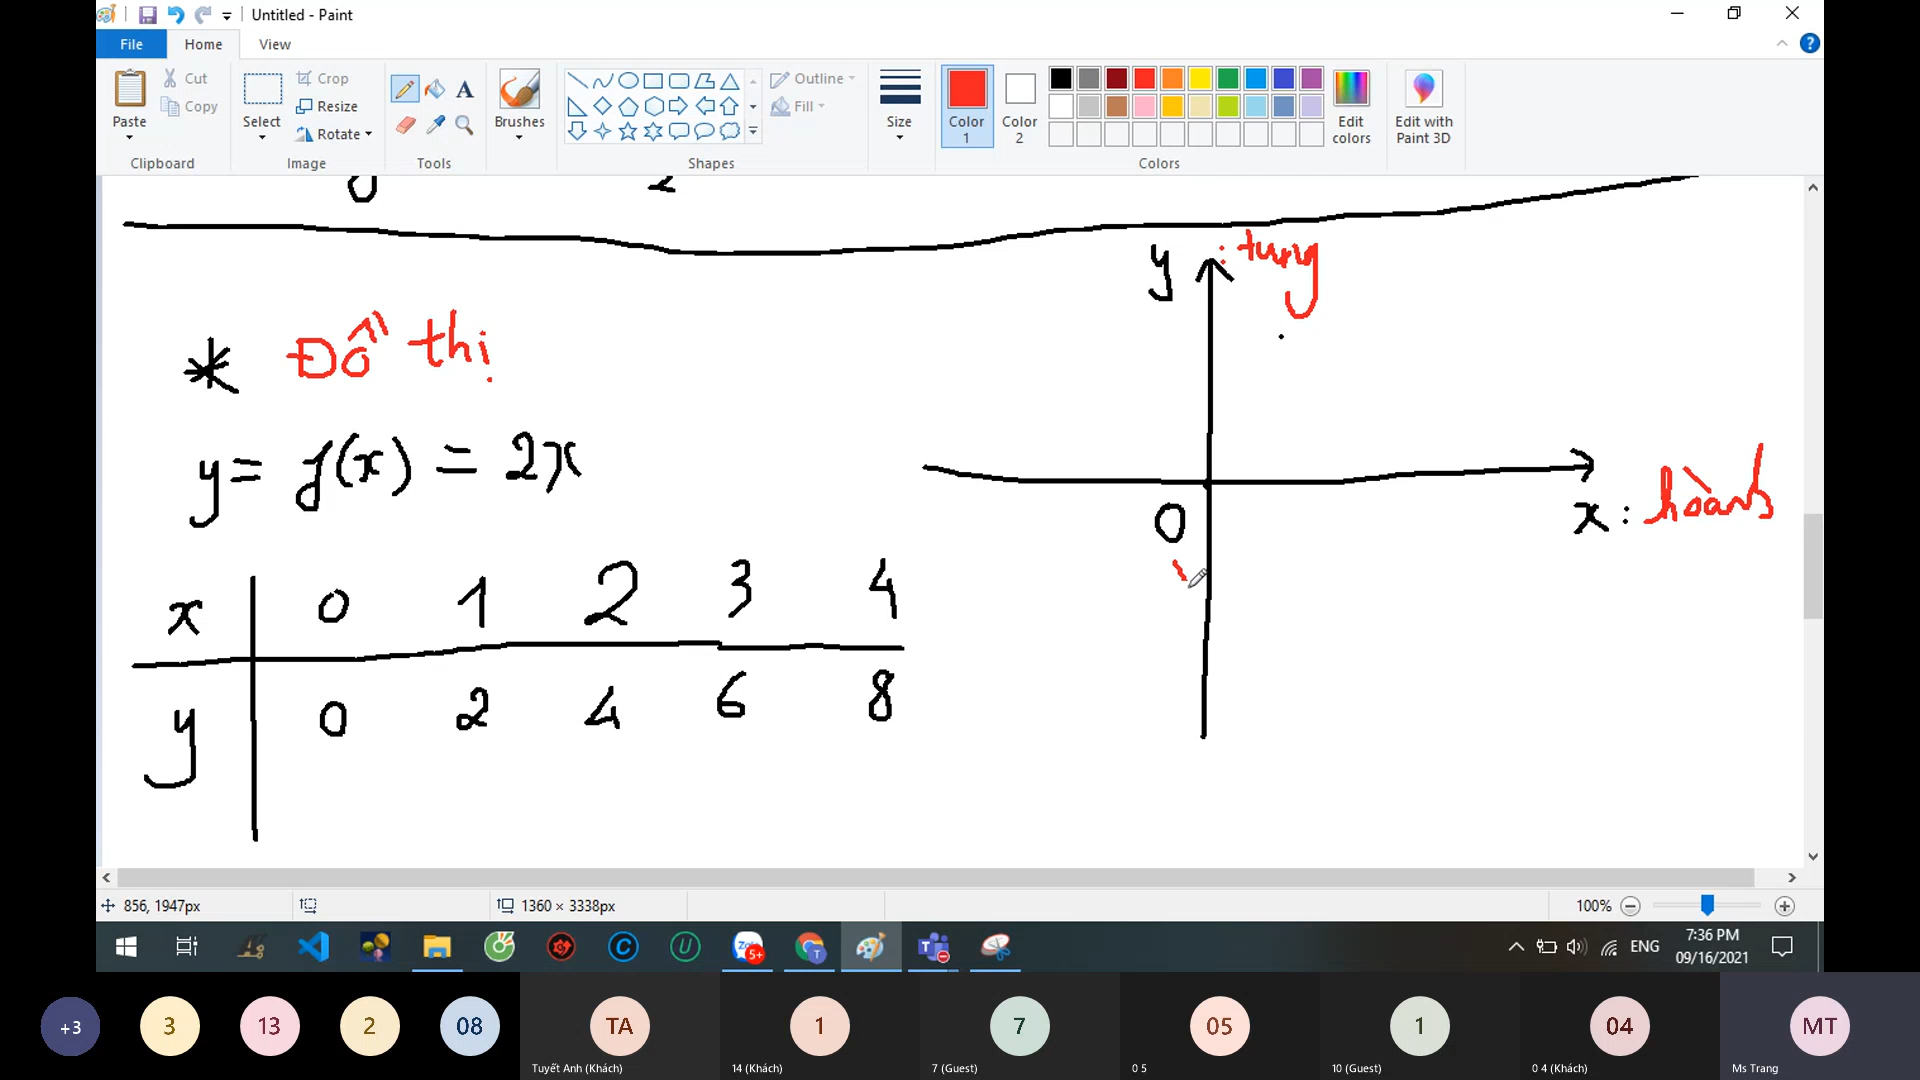 Untitled - Paint
File Home View
Paste Cut Copy Clipboard
Select Crop Resize Rotate Image
Tools
Brushes
Shapes Outline Fill
Size
Color 1 Color 2 Edit colors Edit with Paint 3D
Colors
y : tung
* Đồ thị
y = f(x) = 2x
0
x : hoành
x 0 1 2 3 4
y 0 2 4 6 8
856, 1947px 1360 × 3338px 100%
5+ T ENG 7:36 PM
09/16/2021
+3 3 13 2 08 TA 1 7 05 1 04 MT
Tuyết Anh (Khách) 14 (Khách) 7 (Guest) 0 5 10 (Guest) 0 4 (Khách) Ms Trang